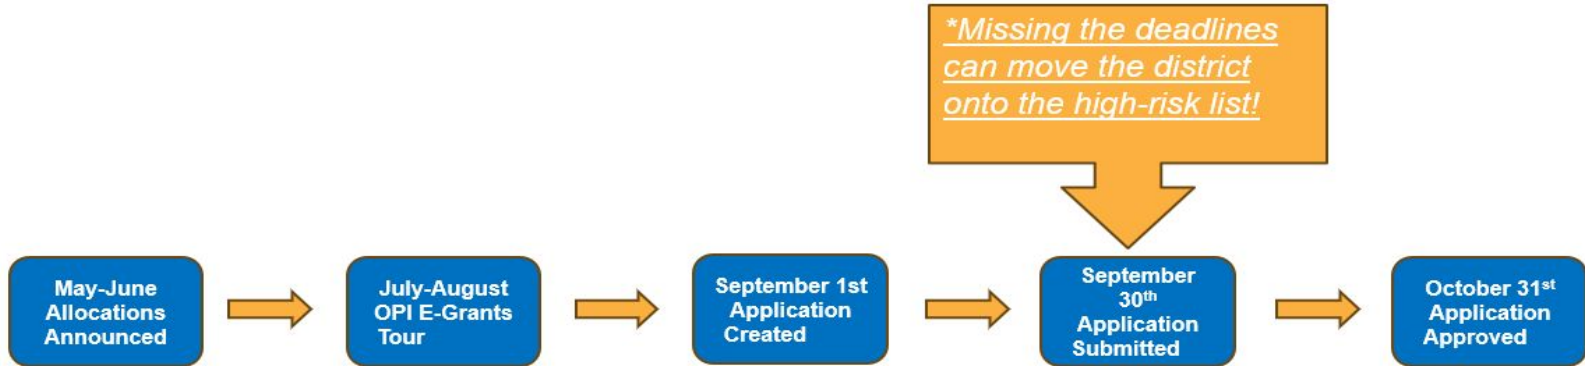 *Missing the deadlines
can move the district
onto the high-risk list!
May-June
Allocations
Announced
July-August
OPI E-Grants
Tour
September 1st
Application
Created
September
30th
Application
Submitted
October 31st
Application
Approved